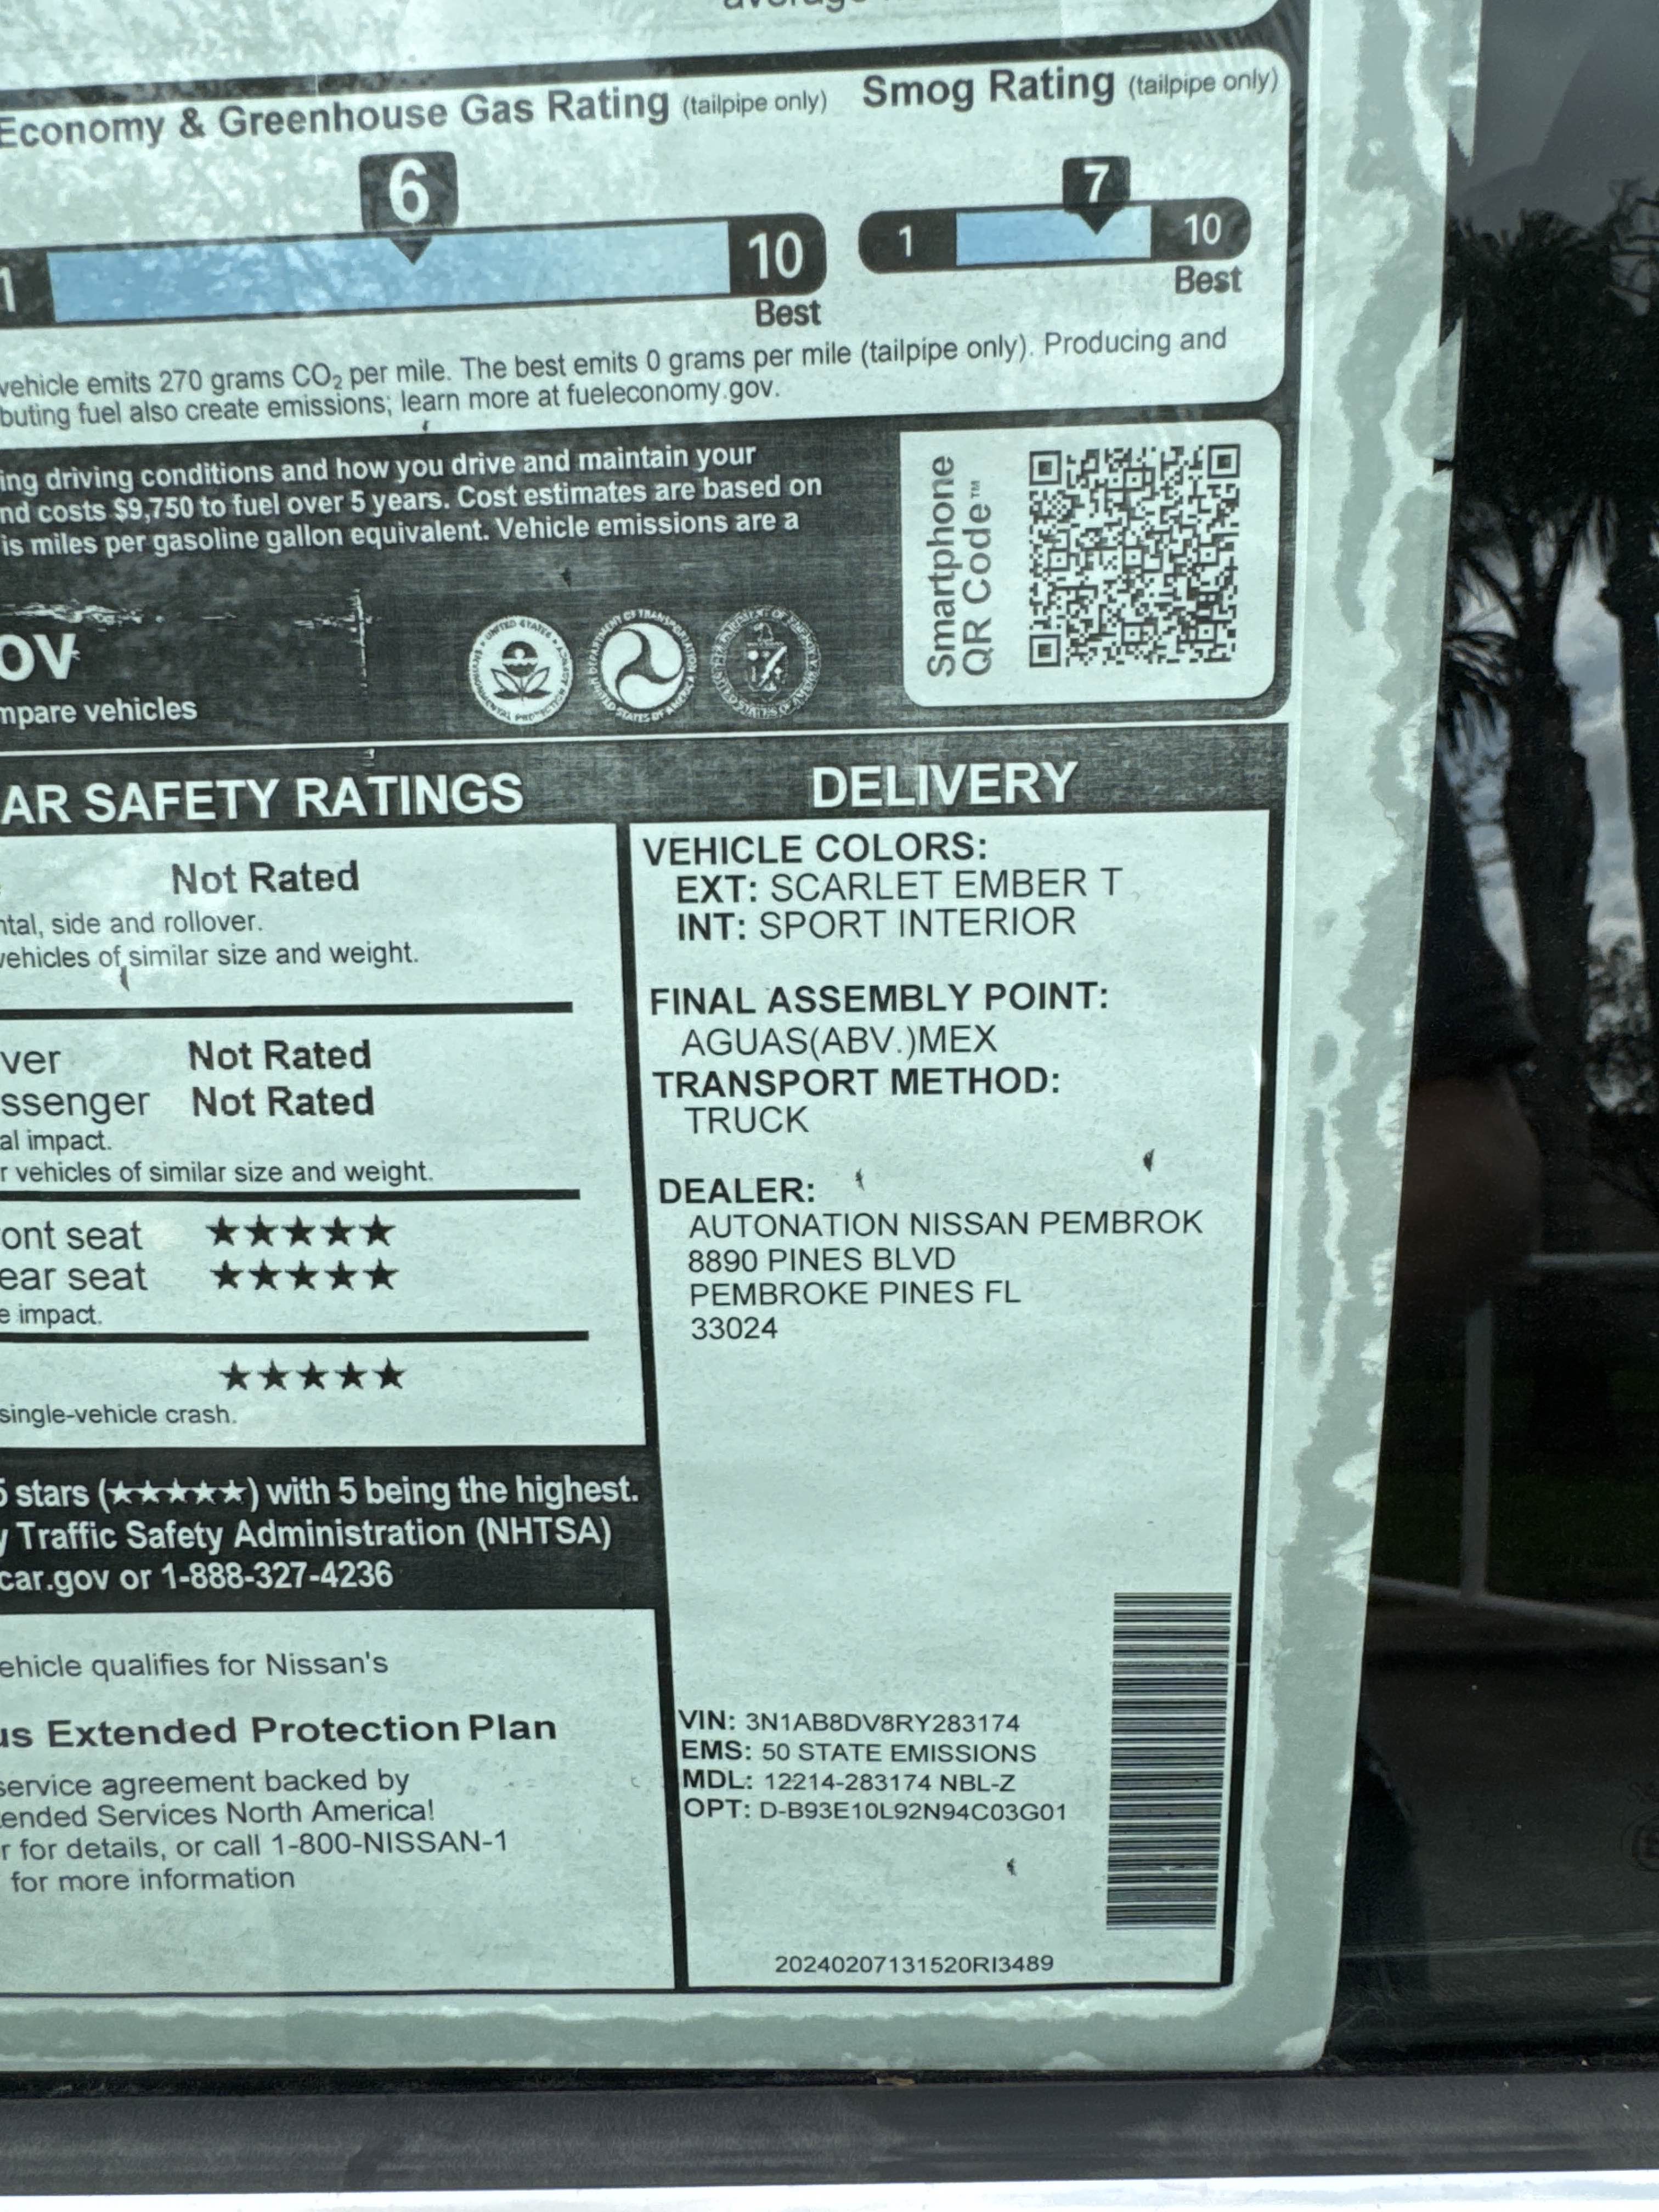 average
Economy & Greenhouse Gas Rating (tailpipe only)
Smog Rating (tailpipe only)
6
1
10
Best
7
1
10
Best
vehicle emits 270 grams CO₂ per mile. The best emits 0 grams per mile (tailpipe only). Producing and
buting fuel also create emissions; learn more at fueleconomy.gov.
ing driving conditions and how you drive and maintain your
nd costs $9,750 to fuel over 5 years. Cost estimates are based on
is miles per gasoline gallon equivalent. Vehicle emissions are a
ov
mpare vehicles
Smartphone
QR Code™
AR SAFETY RATINGS
Not Rated
ntal, side and rollover.
vehicles of similar size and weight.
ver Not Rated
ssenger Not Rated
al impact.
r vehicles of similar size and weight.
ont seat ★★★★★
ear seat ★★★★★
e impact.
★★★★★
single-vehicle crash.
5 stars (★★★★★) with 5 being the highest.
y Traffic Safety Administration (NHTSA)
car.gov or 1-888-327-4236
ehicle qualifies for Nissan's
us Extended Protection Plan
service agreement backed by
tended Services North America!
r for details, or call 1-800-NISSAN-1
for more information
DELIVERY
VEHICLE COLORS:
EXT: SCARLET EMBER T
INT: SPORT INTERIOR
FINAL ASSEMBLY POINT:
AGUAS(ABV.)MEX
TRANSPORT METHOD:
TRUCK
DEALER:
AUTONATION NISSAN PEMBROK
8890 PINES BLVD
PEMBROKE PINES FL
33024
VIN: 3N1AB8DV8RY283174
EMS: 50 STATE EMISSIONS
MDL: 12214-283174 NBL-Z
OPT: D-B93E10L92N94C03G01
20240207131520RI3489